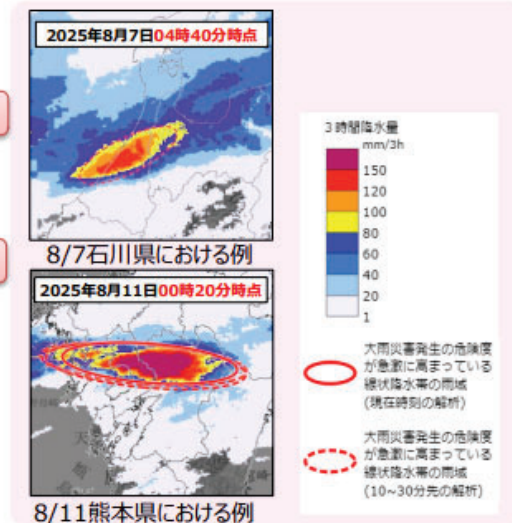 2025年8月7日04時40分時点
8/7石川県における例
2025年8月11日00時20分時点
8/11熊本県における例
3時間降水量
mm/3h
150
120
100
80
60
40
20
1
大雨災害発生の危険度
が急激に高まっている
線状降水帯の雨域
(現在時刻の解析)
大雨災害発生の危険度
が急激に高まっている
線状降水帯の雨域
(10~30分先の解析)